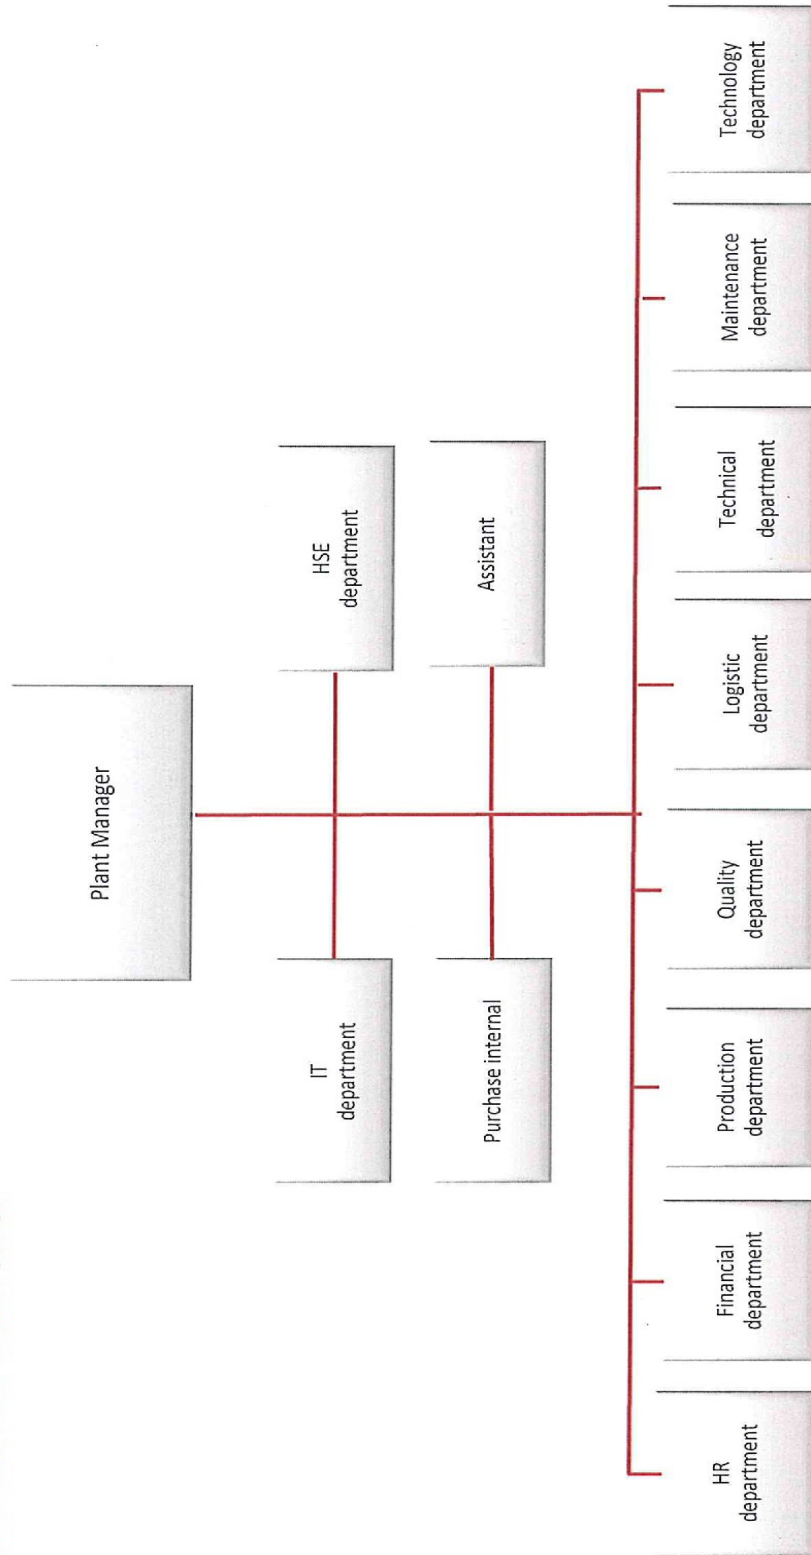 Plant Manager
IT
department
HSE
department
Purchase internal
Assistant
HR
department
Financial
department
Production
department
Quality
department
Logistic
department
Technical
department
Maintenance
department
Technology
department